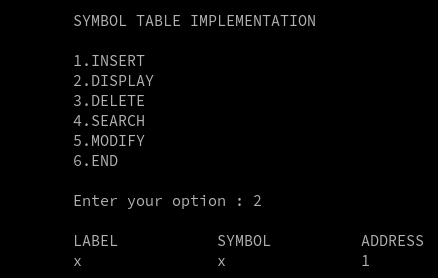 SYMBOL TABLE IMPLEMENTATION
1.INSERT
2.DISPLAY
3.DELETE
4.SEARCH
5.MODIFY
6.END
Enter your option : 2
LABEL SYMBOL ADDRESS
x x 1